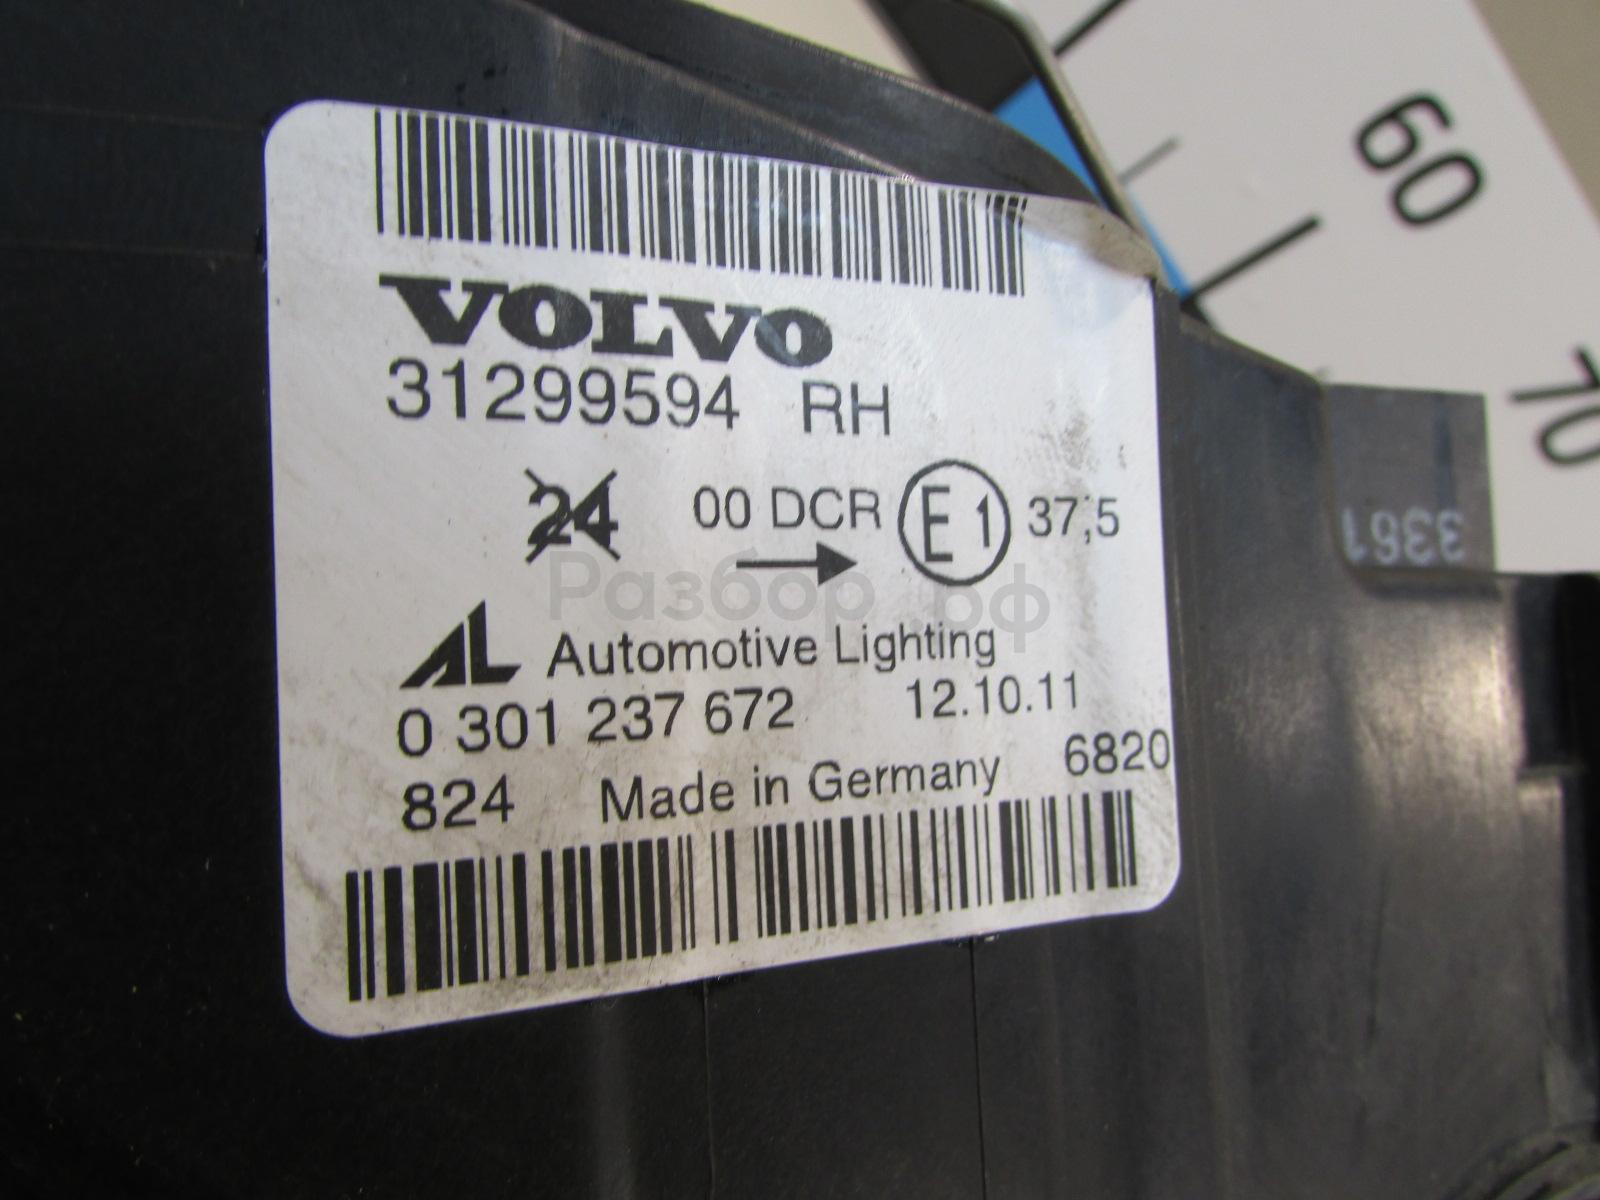 VOLVO
31299594 RH
24 00 DCR E1 37,5
Разбор.рф
AL Automotive Lighting
0 301 237 672 12.10.11
824 Made in Germany 6820
60
70
3361